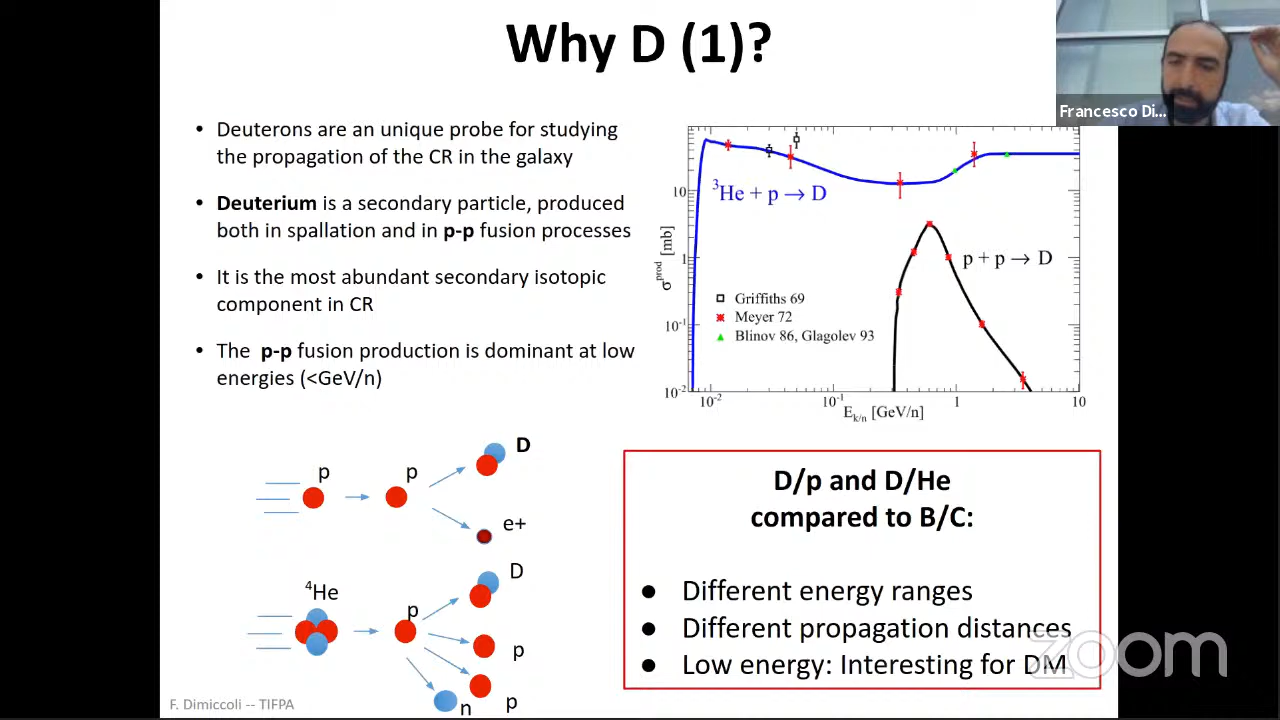 Why D (1)?
Francesco Di...
• Deuterons are an unique probe for studying
the propagation of the CR in the galaxy
• Deuterium is a secondary particle, produced
both in spallation and in p-p fusion processes
• It is the most abundant secondary isotopic
component in CR
• The p-p fusion production is dominant at low
energies (<GeV/n)
³He + p → D
p + p → D
Griffiths 69
Meyer 72
Blinov 86, Glagolev 93
σᵖʳᵒᵈ [mb]
10
1
10⁻¹
10⁻²
10⁻² 10⁻¹ 1 10
Eₖ/ₙ [GeV/n]
p p D
e+
⁴He p D
p
p
n
D/p and D/He
compared to B/C:
● Different energy ranges
● Different propagation distances
● Low energy: Interesting for DM
zoom
F. Dimiccoli -- TIFPA